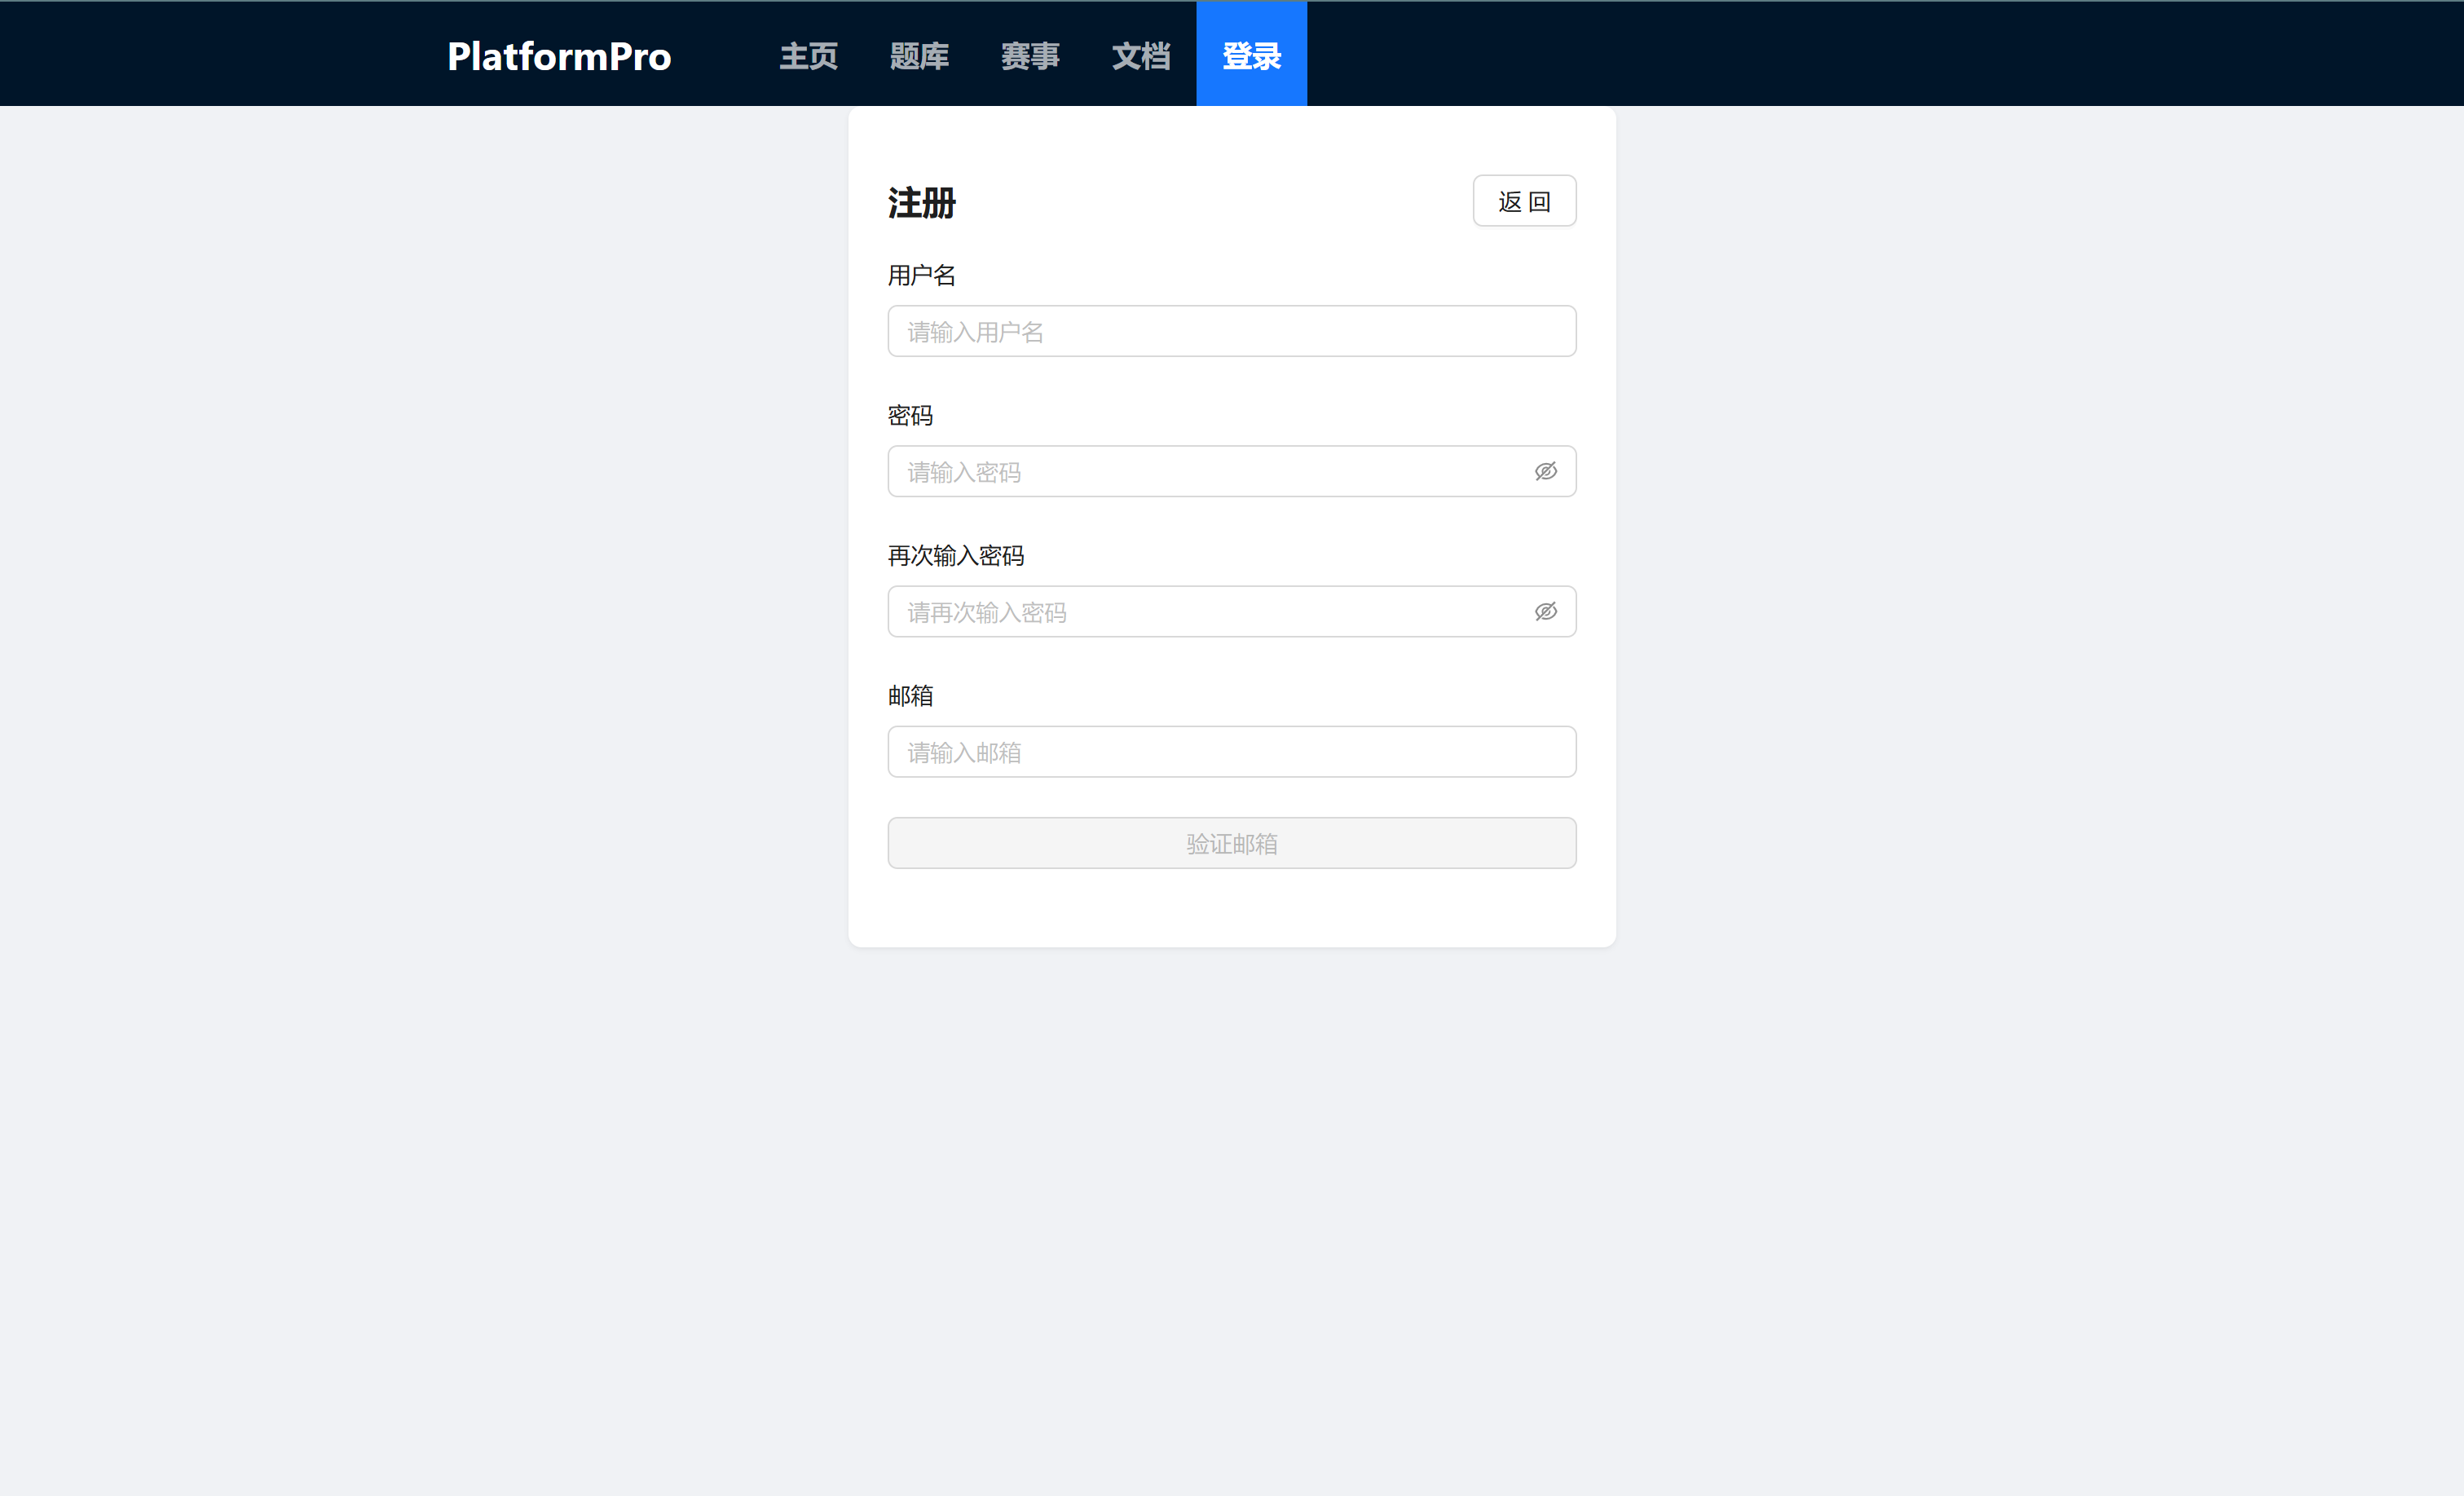 PlatformPro 主页 题库 赛事 文档 登录
注册 返 回
用户名
请输入用户名
密码
请输入密码
再次输入密码
请再次输入密码
邮箱
请输入邮箱
验证邮箱